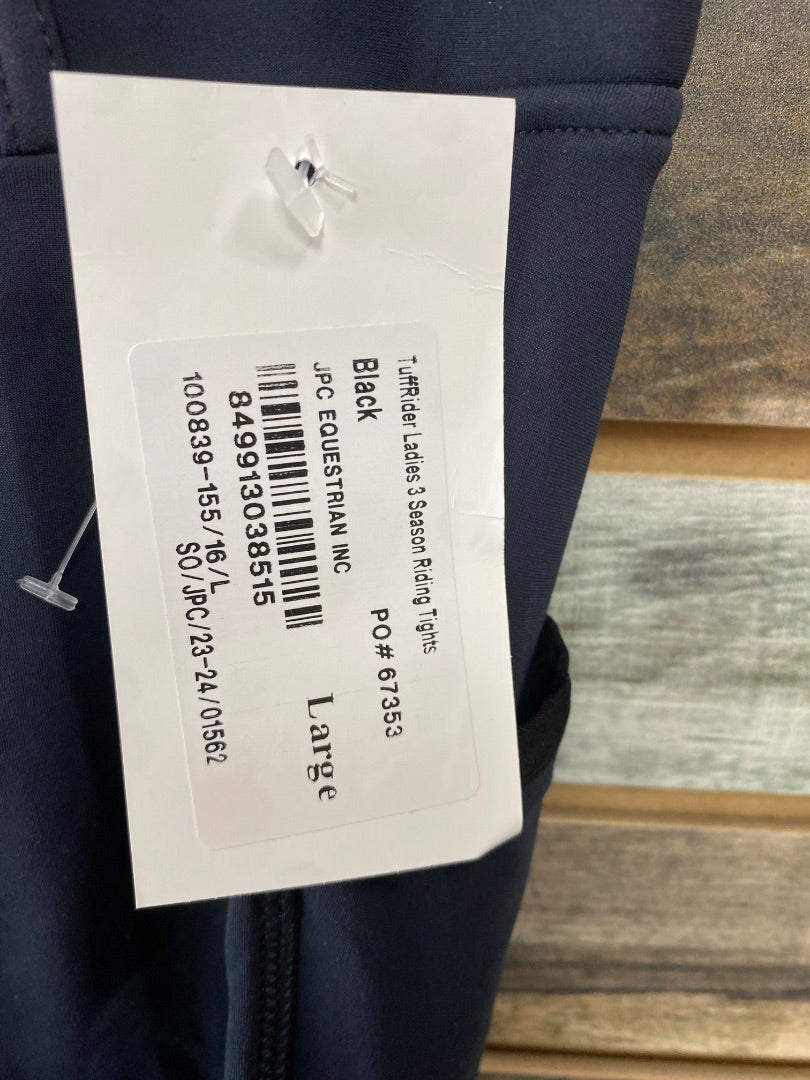 TuffRider Ladies 3 Season Riding Tights
Black PO# 67353
JPC EQUESTRIAN INC
Large
849913038515
100839-155/16/L
SO/JPC/23-24/01562